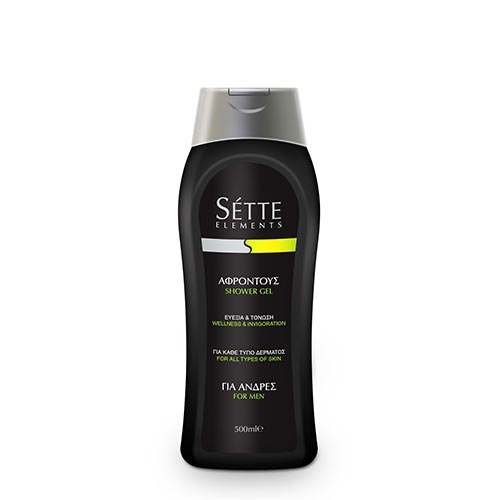 SÉTTE
ELEMENTS
ΑΦΡΟΝΤΟΥΣ
SHOWER GEL
ΕΥΕΞΙΑ & ΤΟΝΩΣΗ
WELLNESS & INVIGORATION
ΓΙΑ ΚΑΘΕ ΤΥΠΟ ΔΕΡΜΑΤΟΣ
FOR ALL TYPES OF SKIN
ΓΙΑ ΑΝΔΡΕΣ
FOR MEN
500ml℮